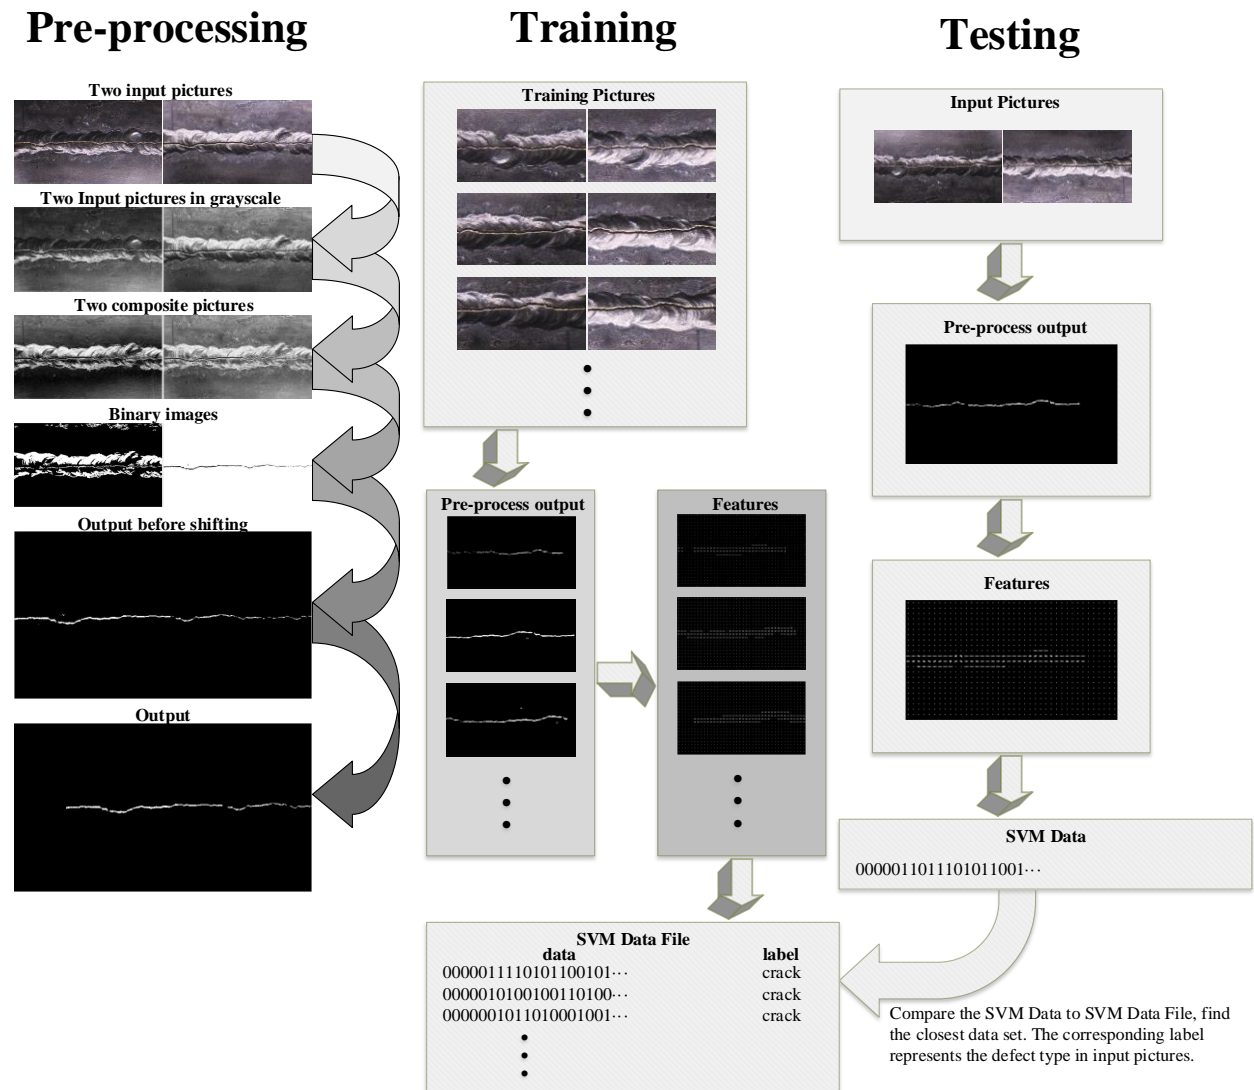 Pre-processing
Two input pictures
Two Input pictures in grayscale
Two composite pictures
Binary images
Output before shifting
Output
Training
Training Pictures
Pre-process output
Features
SVM Data File
data label
0000011110101100101··· crack
0000010100100110100··· crack
0000001011010001001··· crack
Testing
Input Pictures
Pre-process output
Features
SVM Data
0000011011101011001···
Compare the SVM Data to SVM Data File, find
the closest data set. The corresponding label
represents the defect type in input pictures.